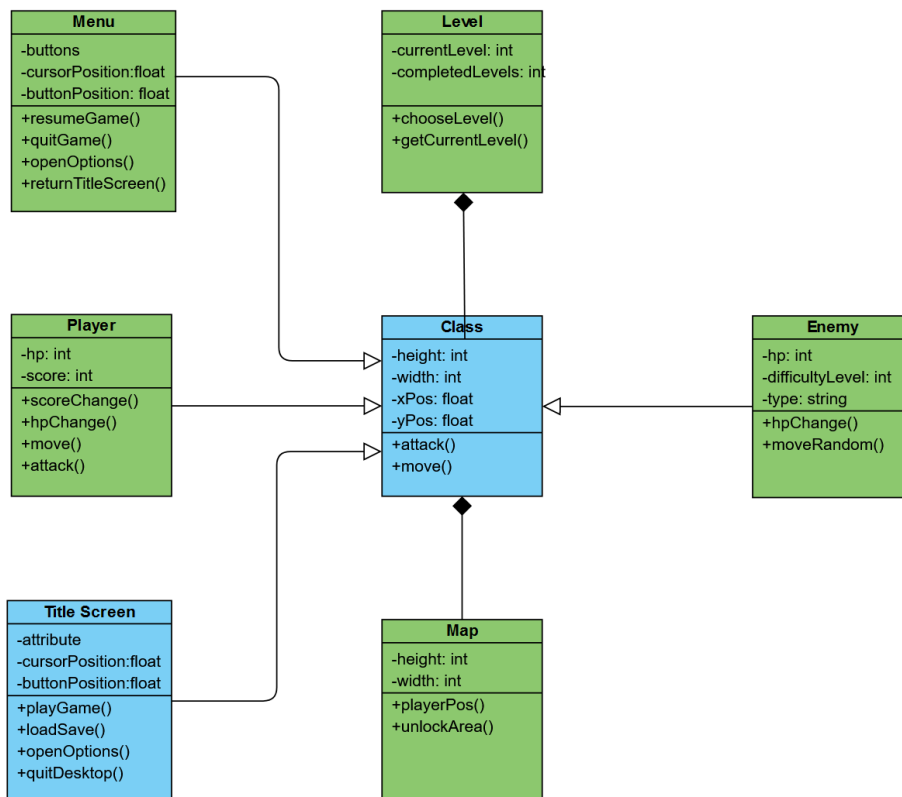 Menu
-buttons
-cursorPosition:float
-buttonPosition: float
+resumeGame()
+quitGame()
+openOptions()
+returnTitleScreen()
Level
-currentLevel: int
-completedLevels: int
+chooseLevel()
+getCurrentLevel()
Player
-hp: int
-score: int
+scoreChange()
+hpChange()
+move()
+attack()
Class
-height: int
-width: int
-xPos: float
-yPos: float
+attack()
+move()
Enemy
-hp: int
-difficultyLevel: int
-type: string
+hpChange()
+moveRandom()
Title Screen
-attribute
-cursorPosition:float
-buttonPosition:float
+playGame()
+loadSave()
+openOptions()
+quitDesktop()
Map
-height: int
-width: int
+playerPos()
+unlockArea()